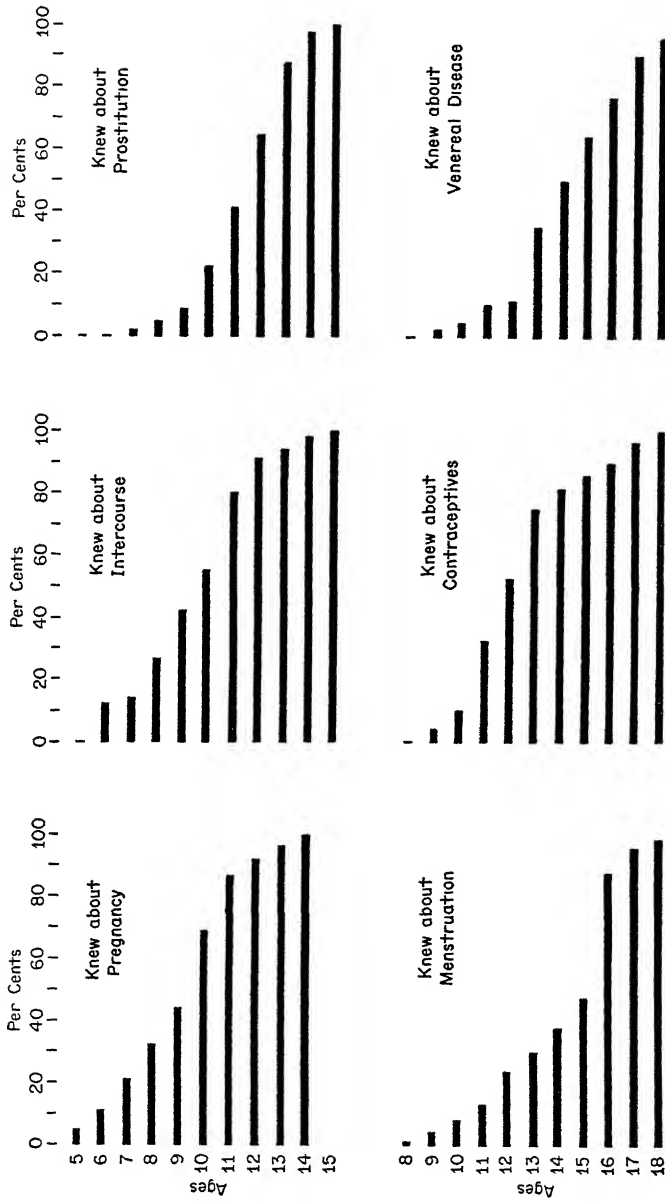 Per Cents
0 20 40 60 80 100
Knew about
Pregnancy
Ages
5
6
7
8
9
10
11
12
13
14
15
Per Cents
0 20 40 60 80 100
Knew about
Intercourse
Per Cents
0 20 40 60 80 100
Knew about
Prostitution
Knew about
Menstruation
Ages
8
9
10
11
12
13
14
15
16
17
18
Knew about
Contraceptives
Knew about
Venereal Disease